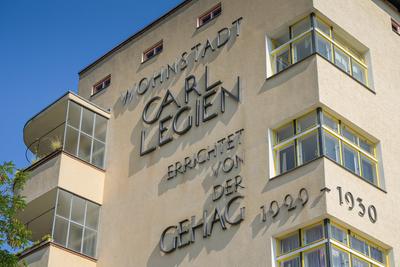 WOHNSTADT
CARL
LEGIEN
ERRICHTET
VON
DER
GEHAG 1929 - 1930